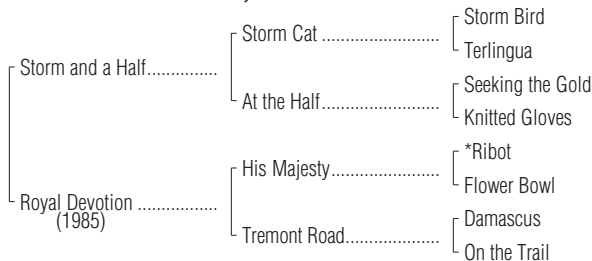 Storm Bird
Storm Cat ........................
Terlingua
Storm and a Half...............
Seeking the Gold
At the Half........................
Knitted Gloves
*Ribot
His Majesty......................
Flower Bowl
Royal Devotion .................
(1985)
Damascus
Tremont Road...................
On the Trail